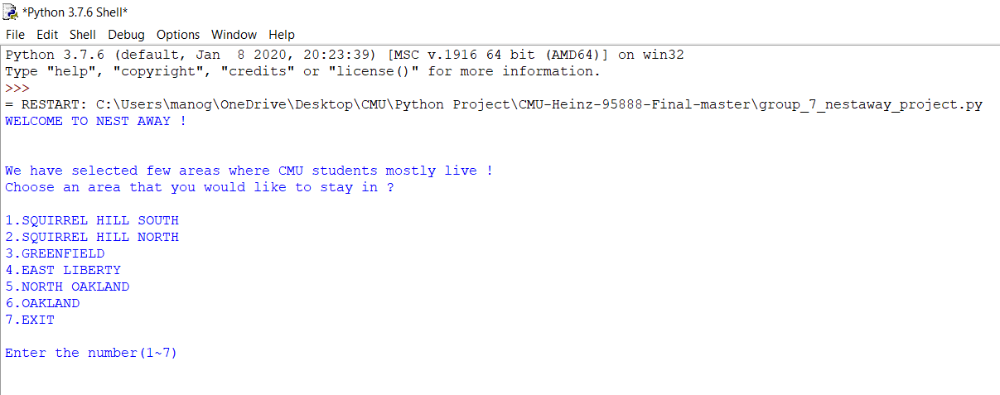 *Python 3.7.6 Shell*
File Edit Shell Debug Options Window Help
Python 3.7.6 (default, Jan  8 2020, 20:23:39) [MSC v.1916 64 bit (AMD64)] on win32
Type "help", "copyright", "credits" or "license()" for more information.
>>>
= RESTART: C:\Users\manog\OneDrive\Desktop\CMU\Python Project\CMU-Heinz-95888-Final-master\group_7_nestaway_project.py
WELCOME TO NEST AWAY !
We have selected few areas where CMU students mostly live !
Choose an area that you would like to stay in ?
1.SQUIRREL HILL SOUTH
2.SQUIRREL HILL NORTH
3.GREENFIELD
4.EAST LIBERTY
5.NORTH OAKLAND
6.OAKLAND
7.EXIT
Enter the number(1~7)